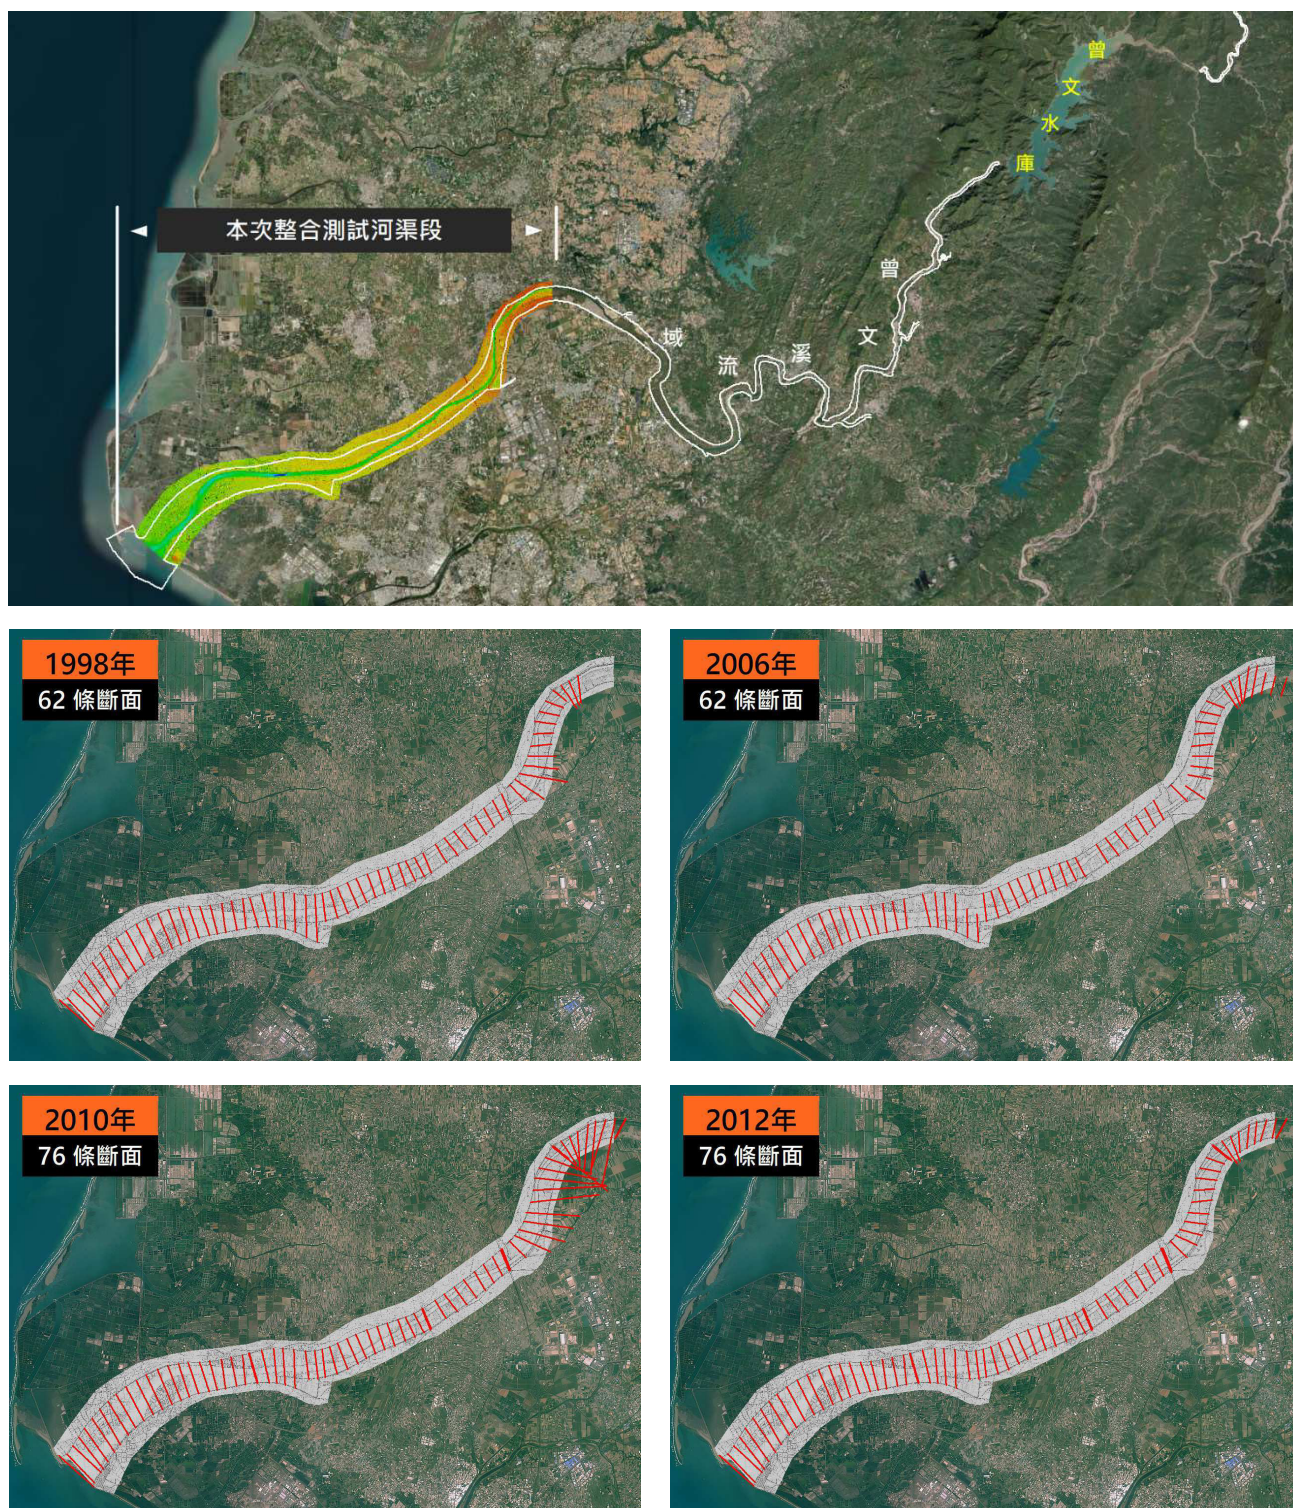 曾文水庫
本次整合測試河渠段
曾文溪流域
1998年
62 條斷面
2006年
62 條斷面
2010年
76 條斷面
2012年
76 條斷面